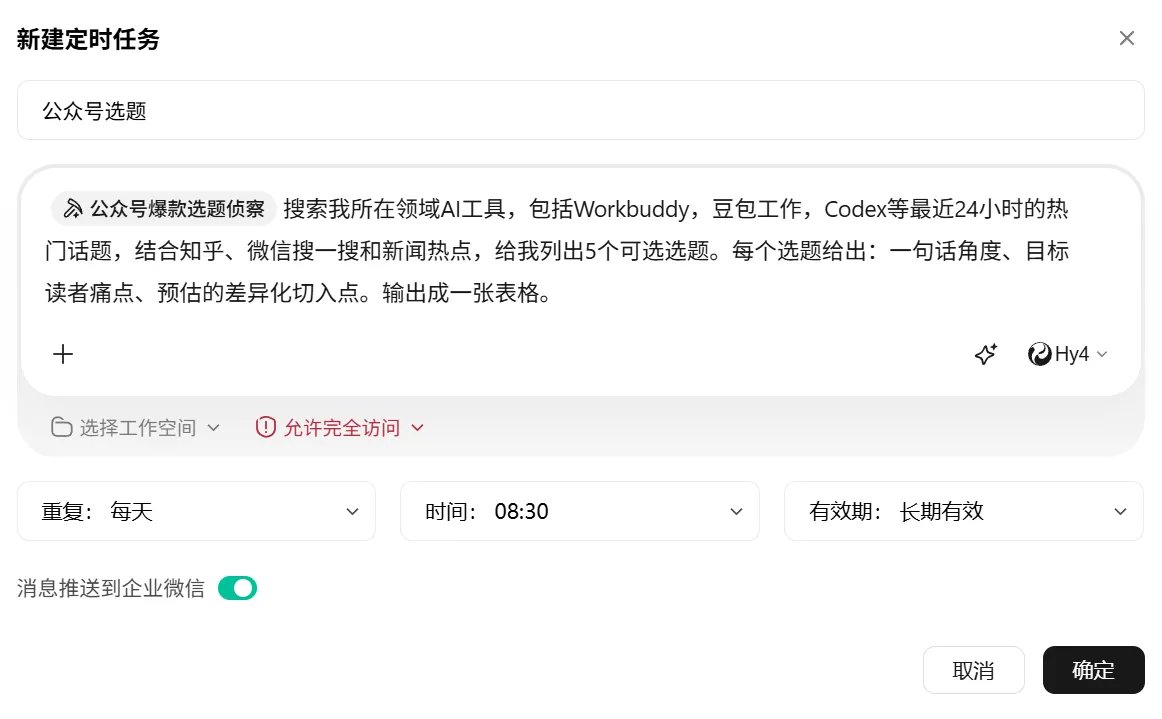 新建定时任务
公众号选题
公众号爆款选题侦察 搜索我所在领域AI工具，包括Workbuddy，豆包工作，Codex等最近24小时的热
门话题，结合知乎、微信搜一搜和新闻热点，给我列出5个可选选题。每个选题给出：一句话角度、目标
读者痛点、预估的差异化切入点。输出成一张表格。
Hy4
选择工作空间 允许完全访问
重复： 每天 时间： 08:30 有效期： 长期有效
消息推送到企业微信
取消 确定